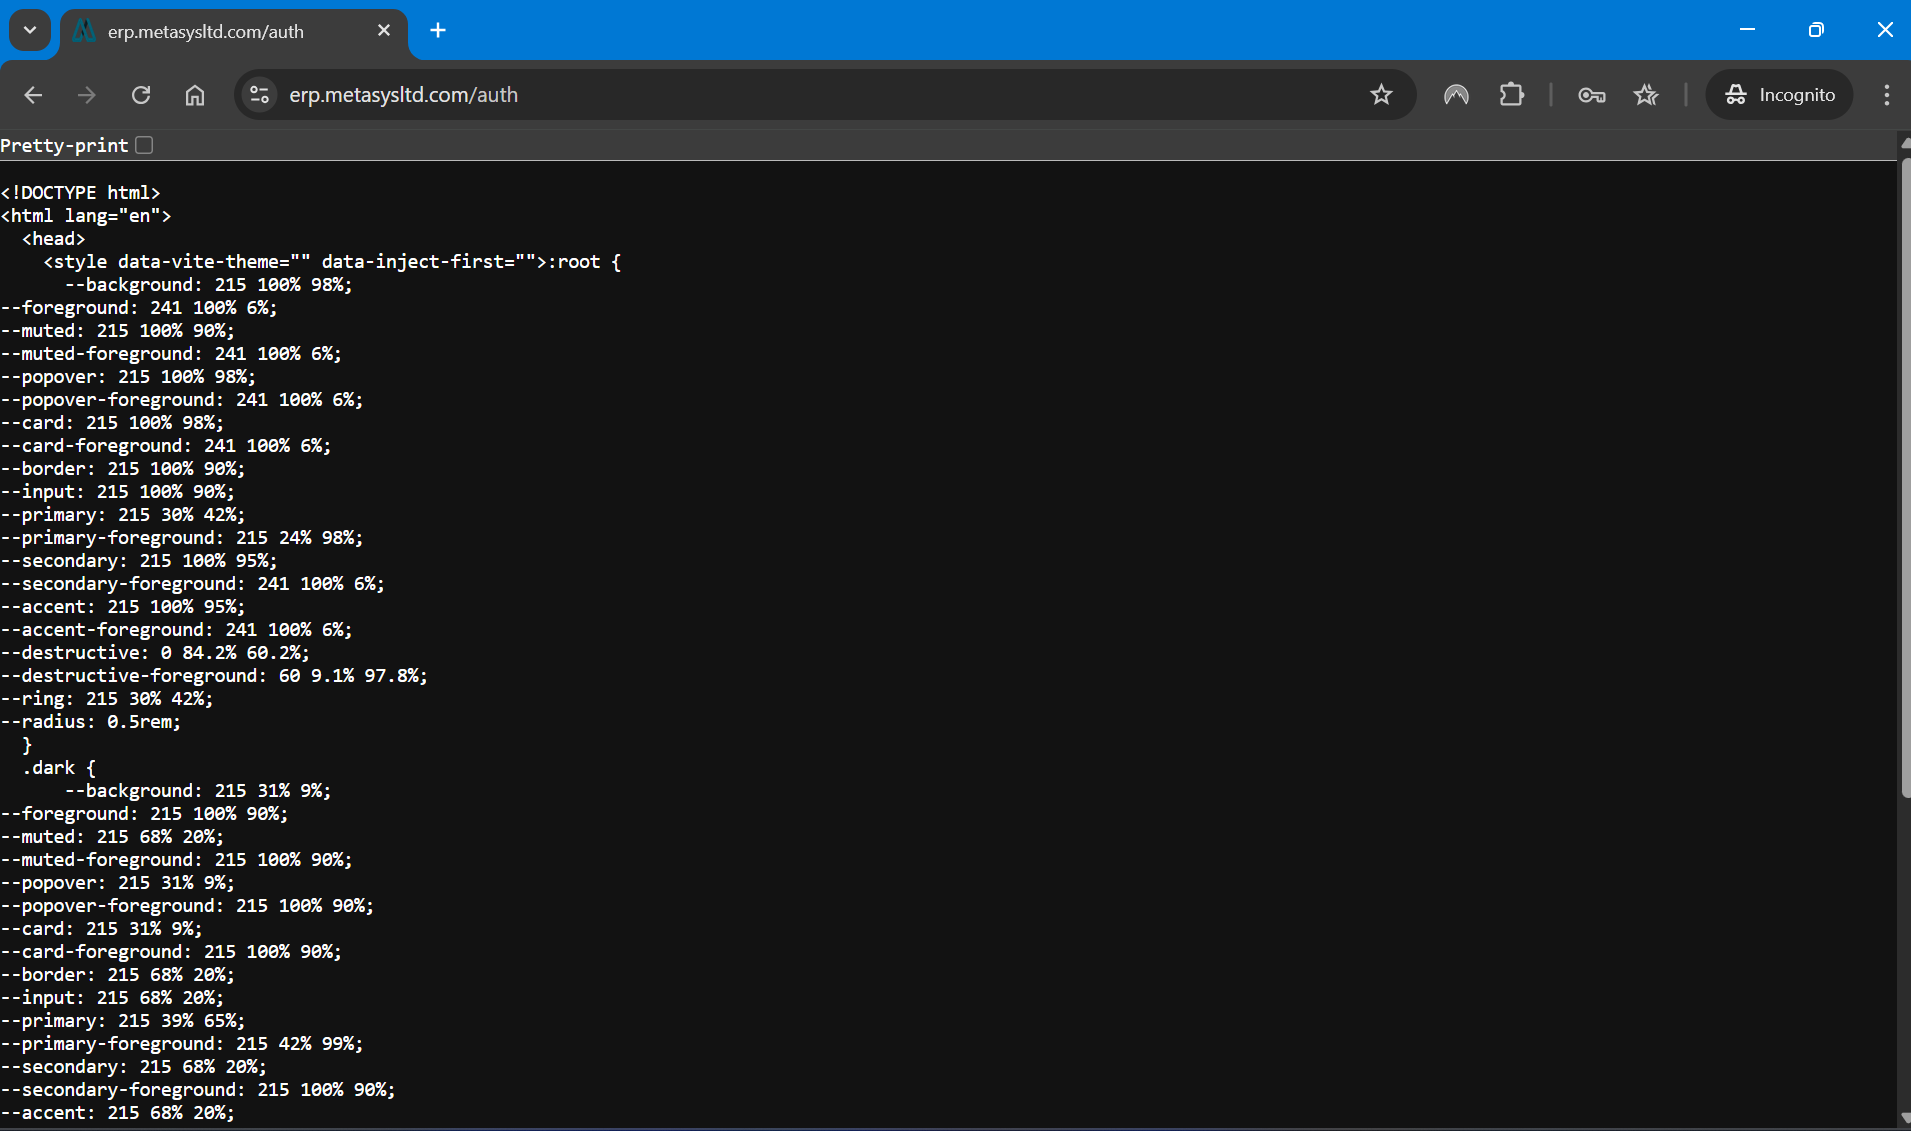 erp.metasysltd.com/auth
erp.metasysltd.com/auth
Incognito
Pretty-print
<!DOCTYPE html>
<html lang="en">
  <head>
    <style data-vite-theme="" data-inject-first="">:root {
      --background: 215 100% 98%;
--foreground: 241 100% 6%;
--muted: 215 100% 90%;
--muted-foreground: 241 100% 6%;
--popover: 215 100% 98%;
--popover-foreground: 241 100% 6%;
--card: 215 100% 98%;
--card-foreground: 241 100% 6%;
--border: 215 100% 90%;
--input: 215 100% 90%;
--primary: 215 30% 42%;
--primary-foreground: 215 24% 98%;
--secondary: 215 100% 95%;
--secondary-foreground: 241 100% 6%;
--accent: 215 100% 95%;
--accent-foreground: 241 100% 6%;
--destructive: 0 84.2% 60.2%;
--destructive-foreground: 60 9.1% 97.8%;
--ring: 215 30% 42%;
--radius: 0.5rem;
  }
  .dark {
      --background: 215 31% 9%;
--foreground: 215 100% 90%;
--muted: 215 68% 20%;
--muted-foreground: 215 100% 90%;
--popover: 215 31% 9%;
--popover-foreground: 215 100% 90%;
--card: 215 31% 9%;
--card-foreground: 215 100% 90%;
--border: 215 68% 20%;
--input: 215 68% 20%;
--primary: 215 39% 65%;
--primary-foreground: 215 42% 99%;
--secondary: 215 68% 20%;
--secondary-foreground: 215 100% 90%;
--accent: 215 68% 20%;